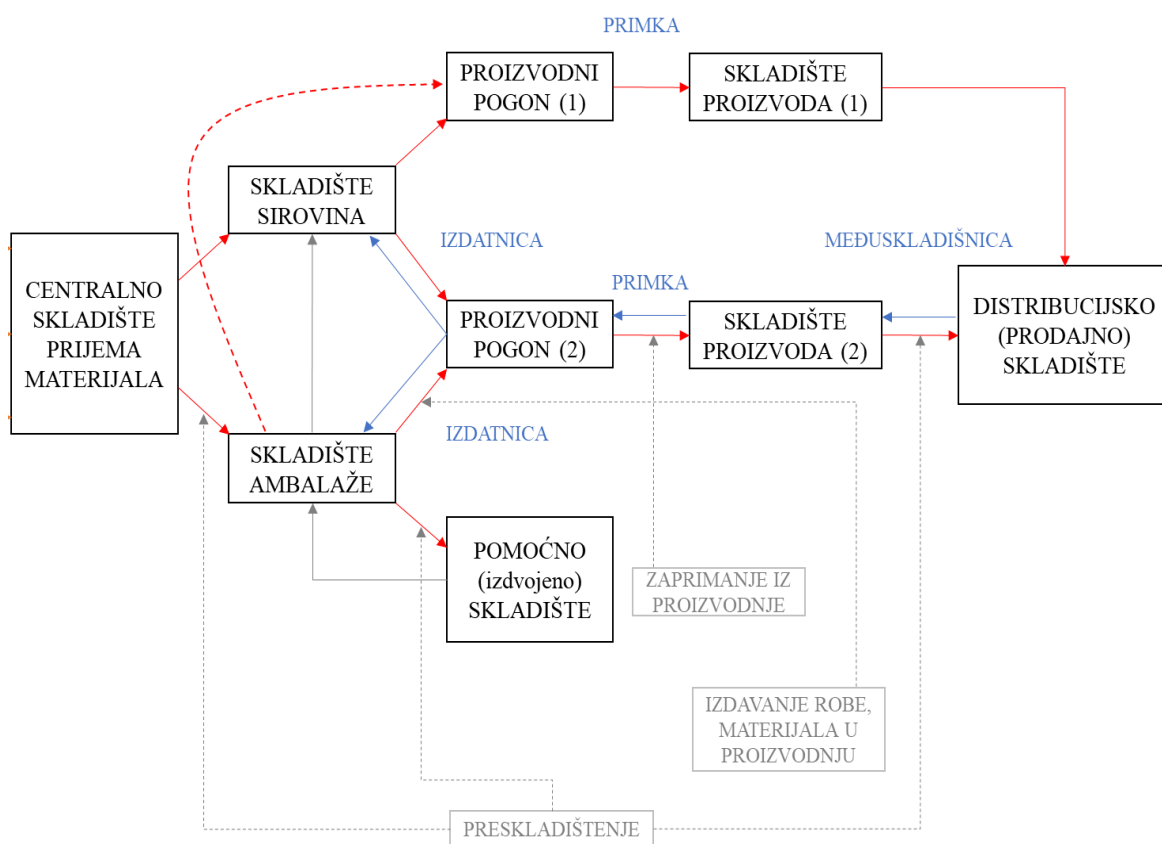 PRIMKA
PROIZVODNI
POGON (1)
SKLADIŠTE
PROIZVODA (1)
SKLADIŠTE
SIROVINA
IZDATNICA
MEĐUSKLADIŠNICA
CENTRALNO
SKLADIŠTE
PRIJEMA
MATERIJALA
PRIMKA
PROIZVODNI
POGON (2)
SKLADIŠTE
PROIZVODA (2)
DISTRIBUCIJSKO
(PRODAJNO)
SKLADIŠTE
IZDATNICA
SKLADIŠTE
AMBALAŽE
POMOĆNO
(izdvojeno)
SKLADIŠTE
ZAPRIMANJE IZ
PROIZVODNJE
IZDAVANJE ROBE,
MATERIJALA U
PROIZVODNJU
PRESKLADIŠTENJE